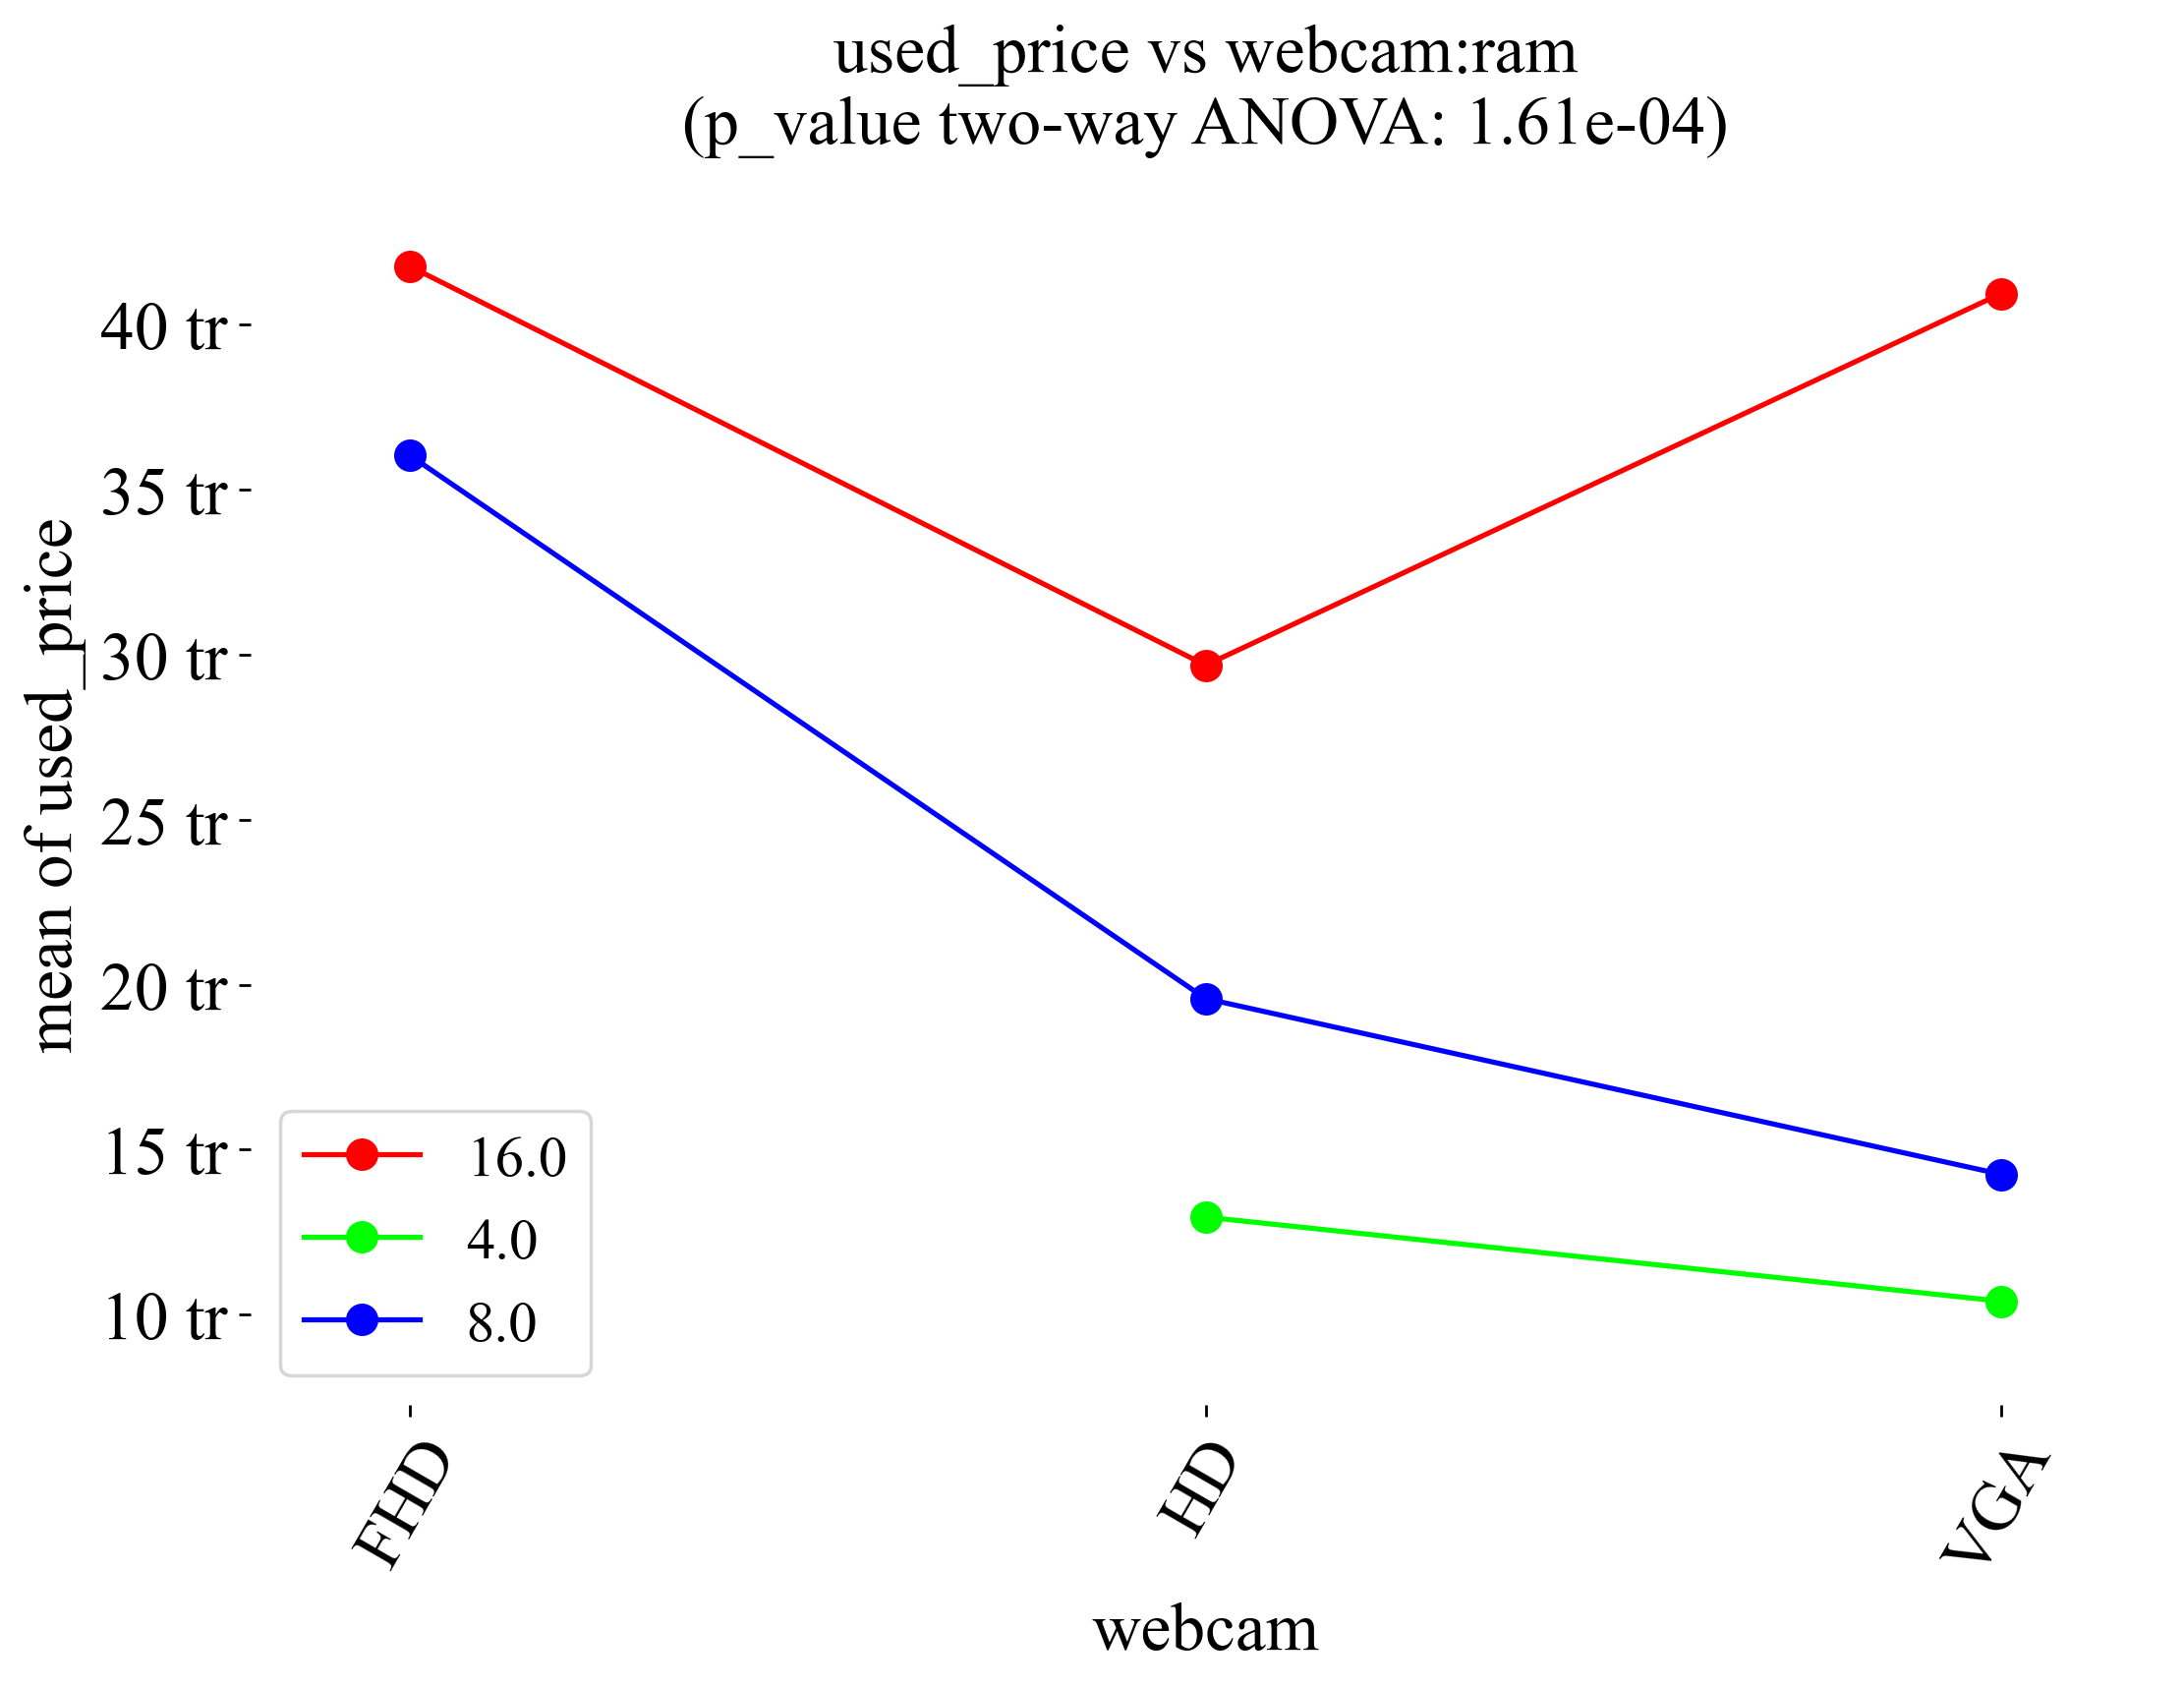 used_price vs webcam:ram
(p_value two-way ANOVA: 1.61e-04)
mean of used_price
40 tr
35 tr
30 tr
25 tr
20 tr
15 tr
10 tr
16.0
4.0
8.0
FHD
HD
VGA
webcam